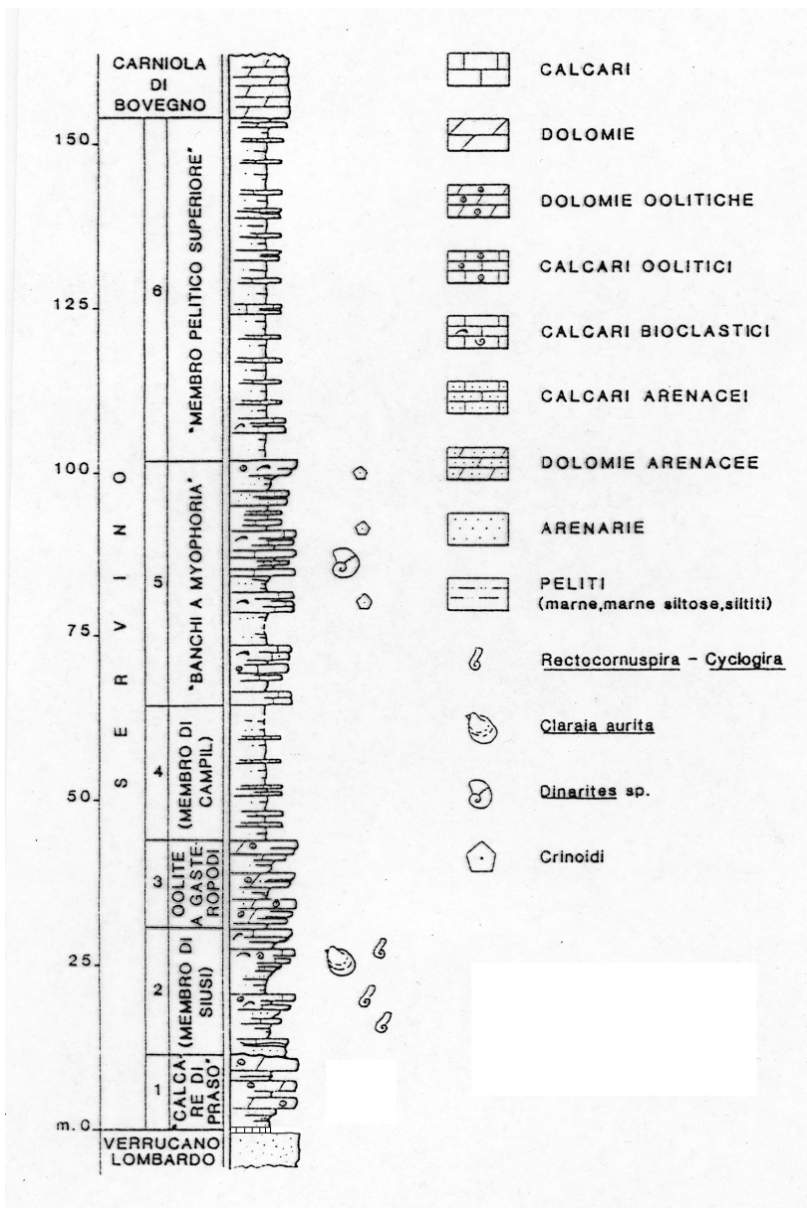 CARNIOLA
DI
BOVEGNO
150
125
100
75
50
25
m. 0
SERVINO
6
"MEMBRO PELITICO SUPERIORE"
5
"BANCHI A MYOPHORIA"
4
(MEMBRO DI
CAMPIL)
3
OOLITE
A GASTE-
ROPODI
2
(MEMBRO DI
SIUSI)
1
"CALCA-
RE DI
PRASO"
VERRUCANO
LOMBARDO
CALCARI
DOLOMIE
DOLOMIE OOLITICHE
CALCARI OOLITICI
CALCARI BIOCLASTICI
CALCARI ARENACEI
DOLOMIE ARENACEE
ARENARIE
PELITI
(marne,marne siltose,siltiti)
Rectocornuspira - Cyclogira
Claraia aurita
Dinarites sp.
Crinoidi